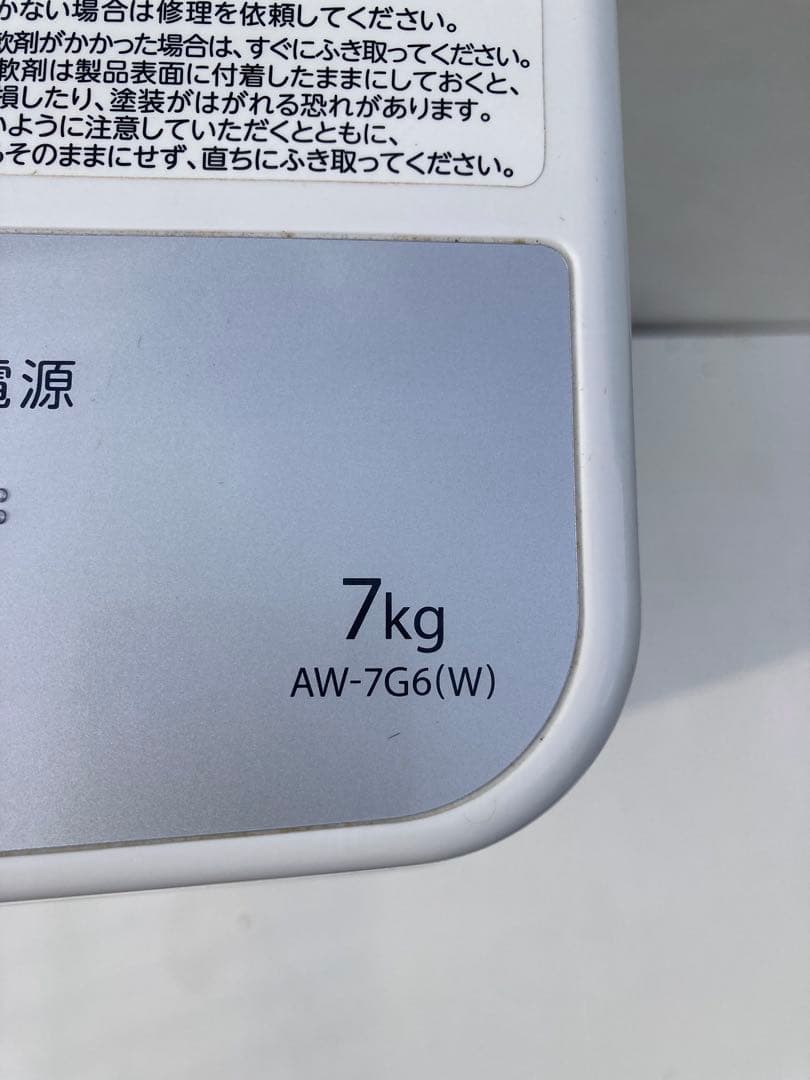 かない場合は修理を依頼してください。
軟剤がかかった場合は、すぐにふき取ってください。
軟剤は製品表面に付着したままにしておくと、
損したり、塗装がはがれる恐れがあります。
いように注意していただくとともに、
らそのままにせず、直ちにふき取ってください。
電源
7kg
AW-7G6(W)